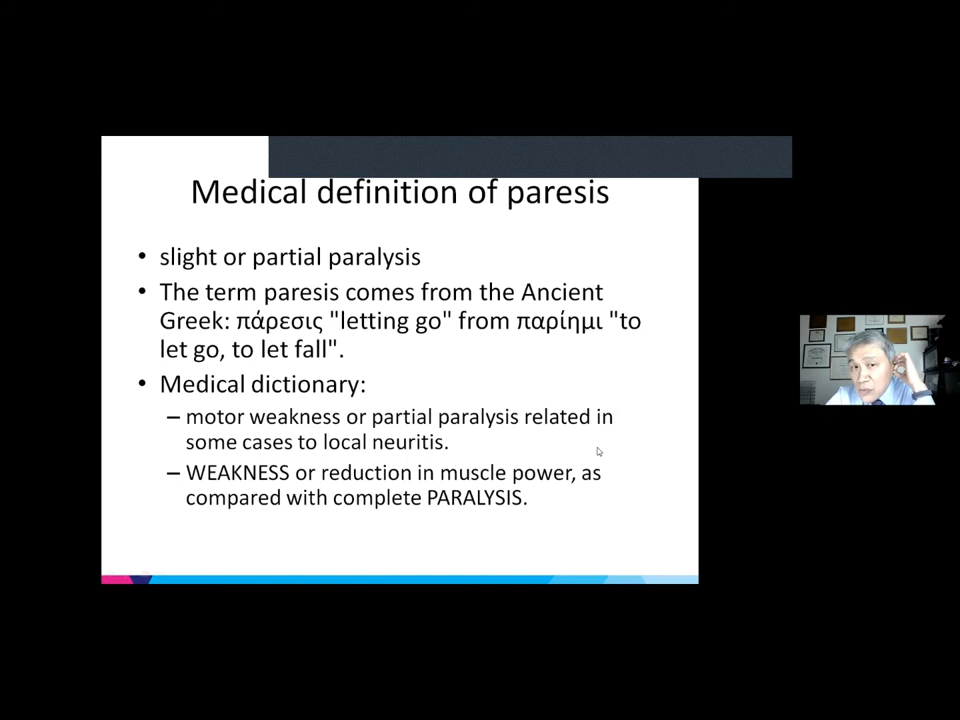 Medical definition of paresis
• slight or partial paralysis
• The term paresis comes from the Ancient
Greek: πάρεσις "letting go" from παρίημι "to
let go, to let fall".
• Medical dictionary:
– motor weakness or partial paralysis related in
some cases to local neuritis.
– WEAKNESS or reduction in muscle power, as
compared with complete PARALYSIS.